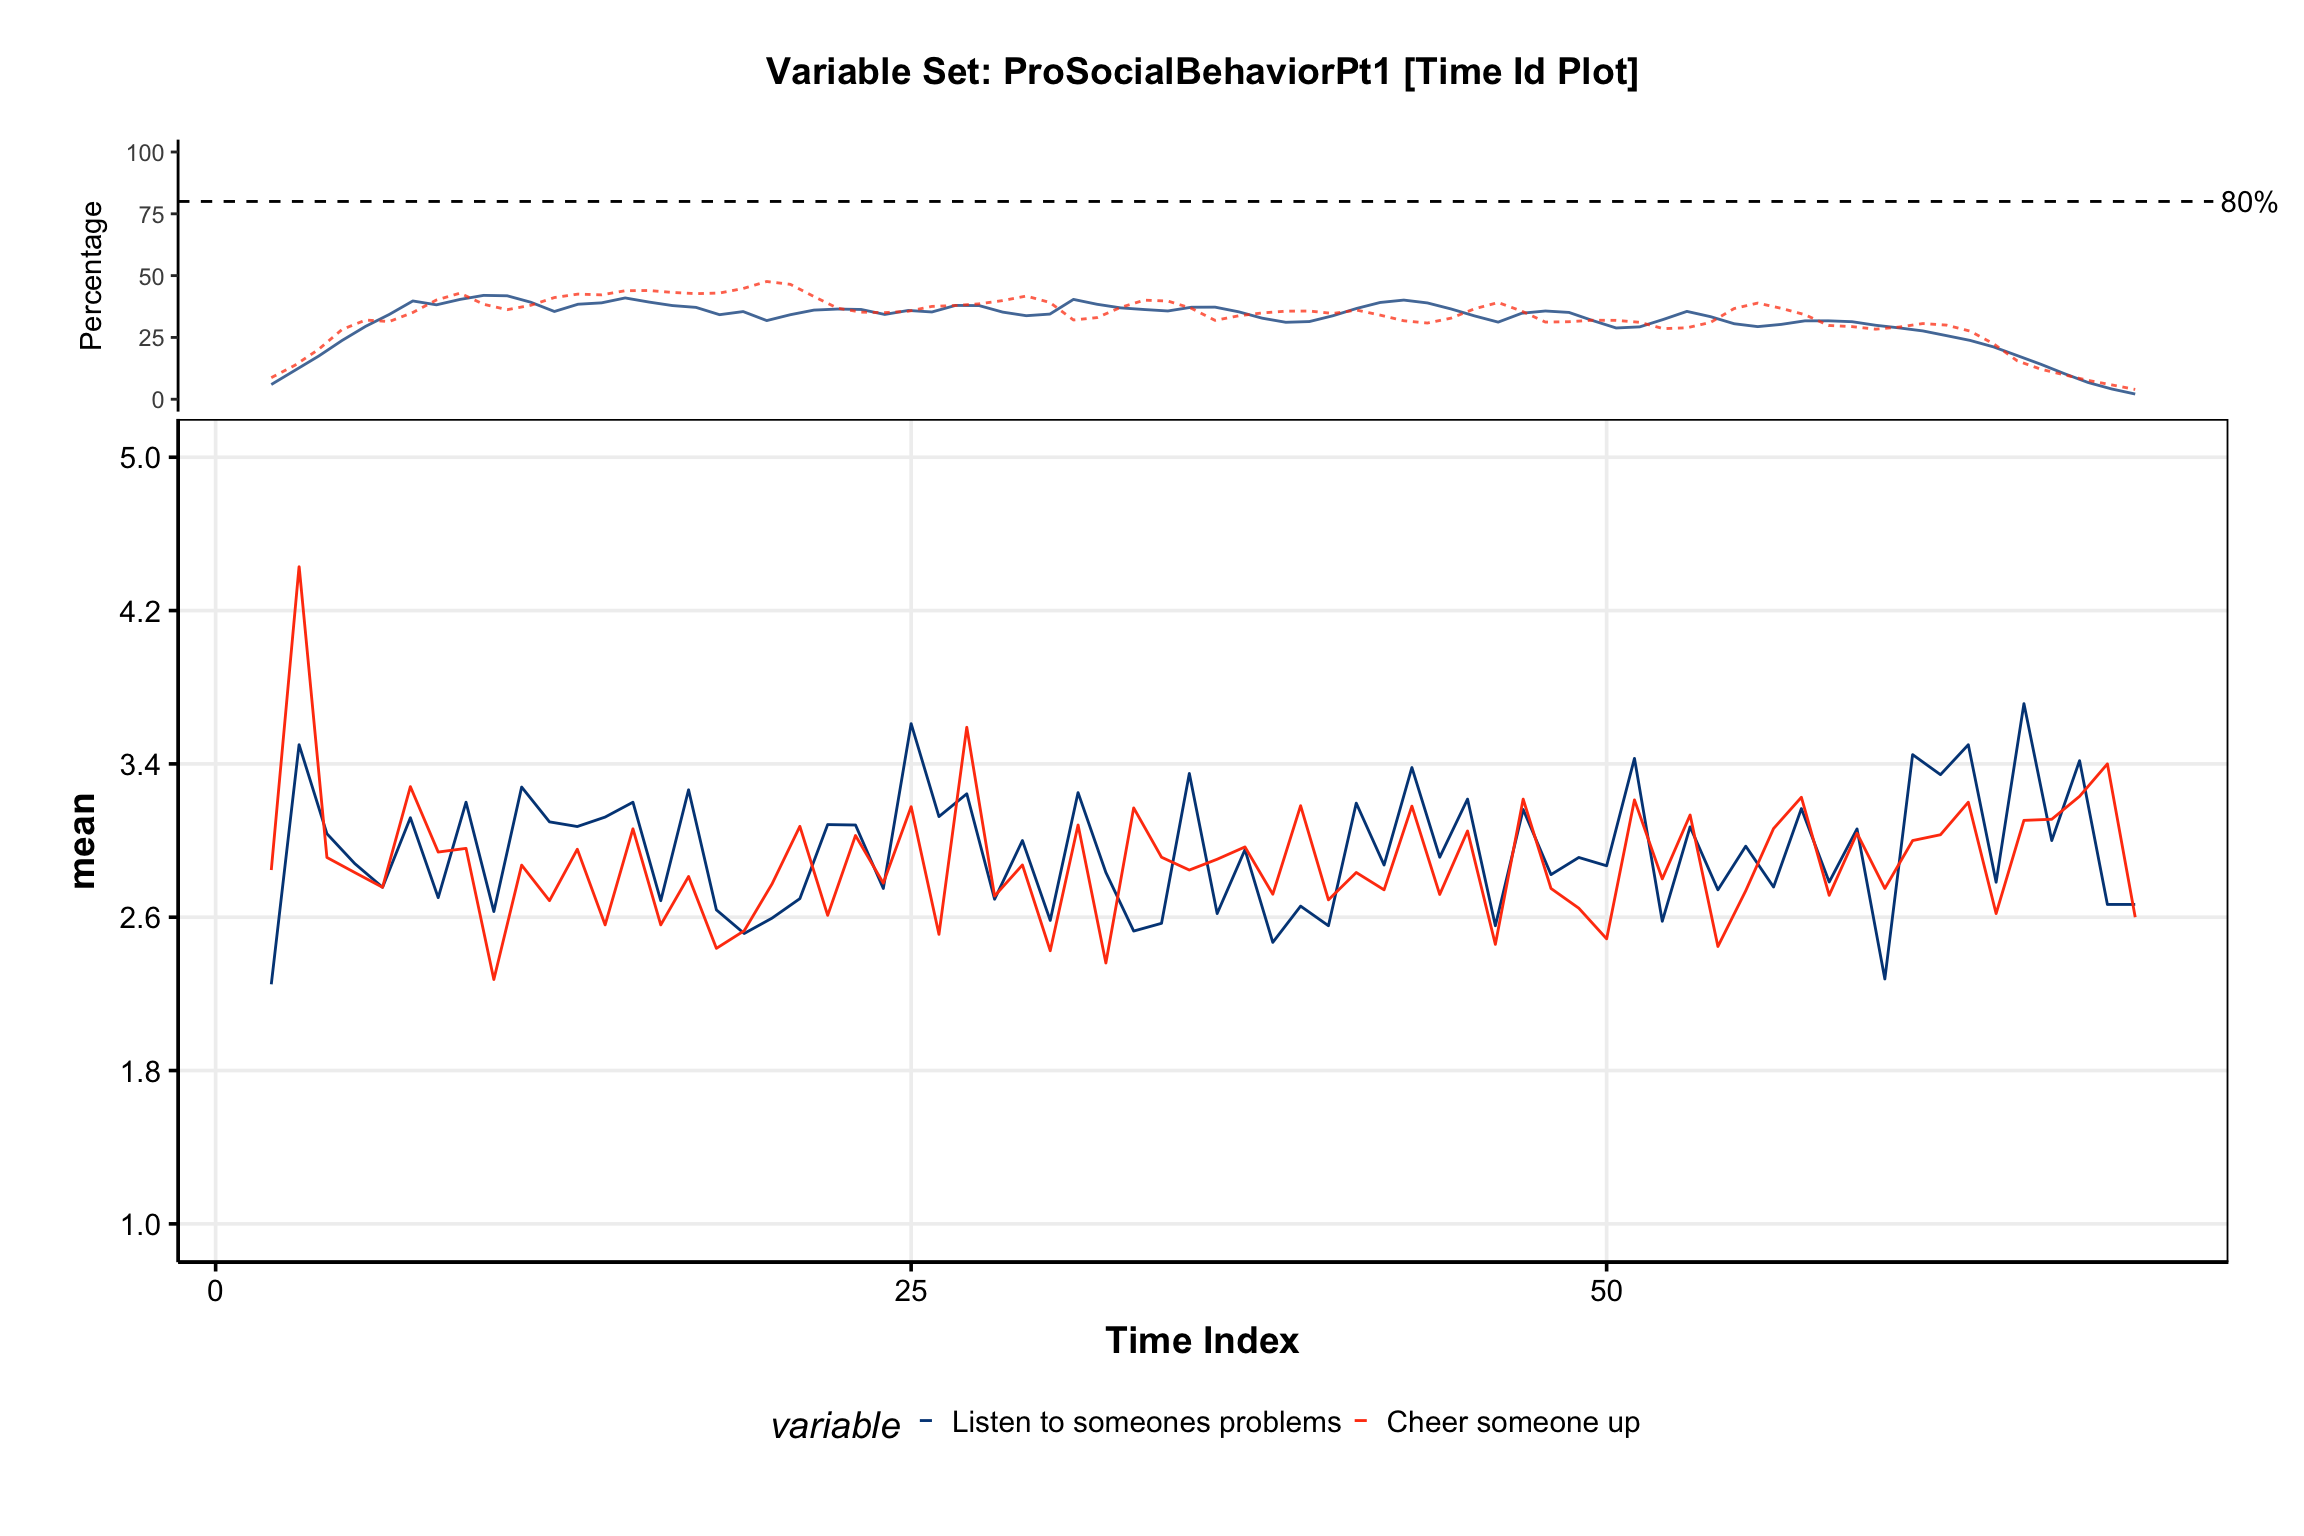 Variable Set: ProSocialBehaviorPt1 [Time Id Plot]
100
75
50
25
0
Percentage
80%
5.0
4.2
3.4
2.6
1.8
1.0
mean
0 25 50
Time Index
variable Listen to someones problems Cheer someone up